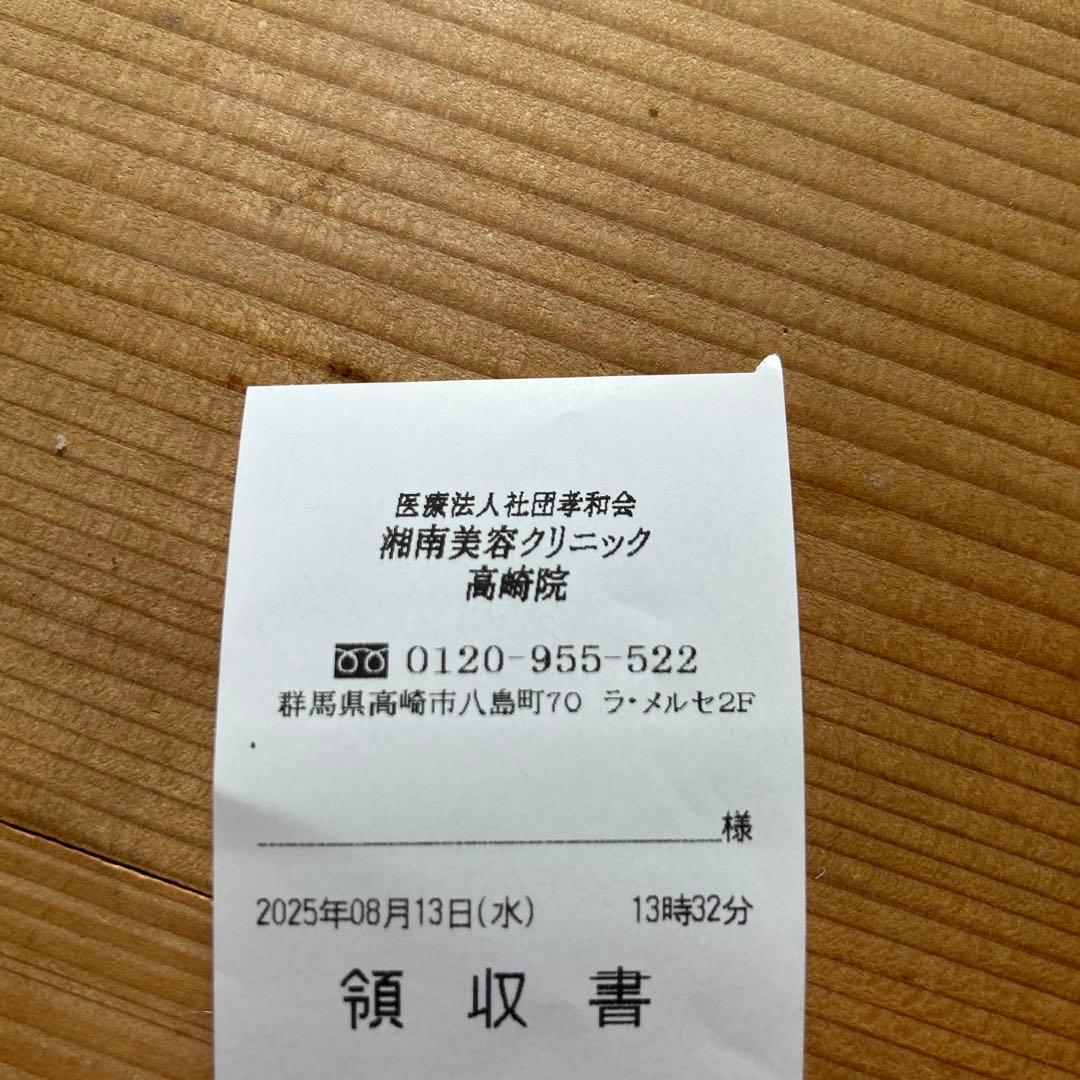 医療法人社団孝和会
湘南美容クリニック
高崎院
0120-955-522
群馬県高崎市八島町70 ラ・メルセ2F
様
2025年08月13日(水) 13時32分
領収書